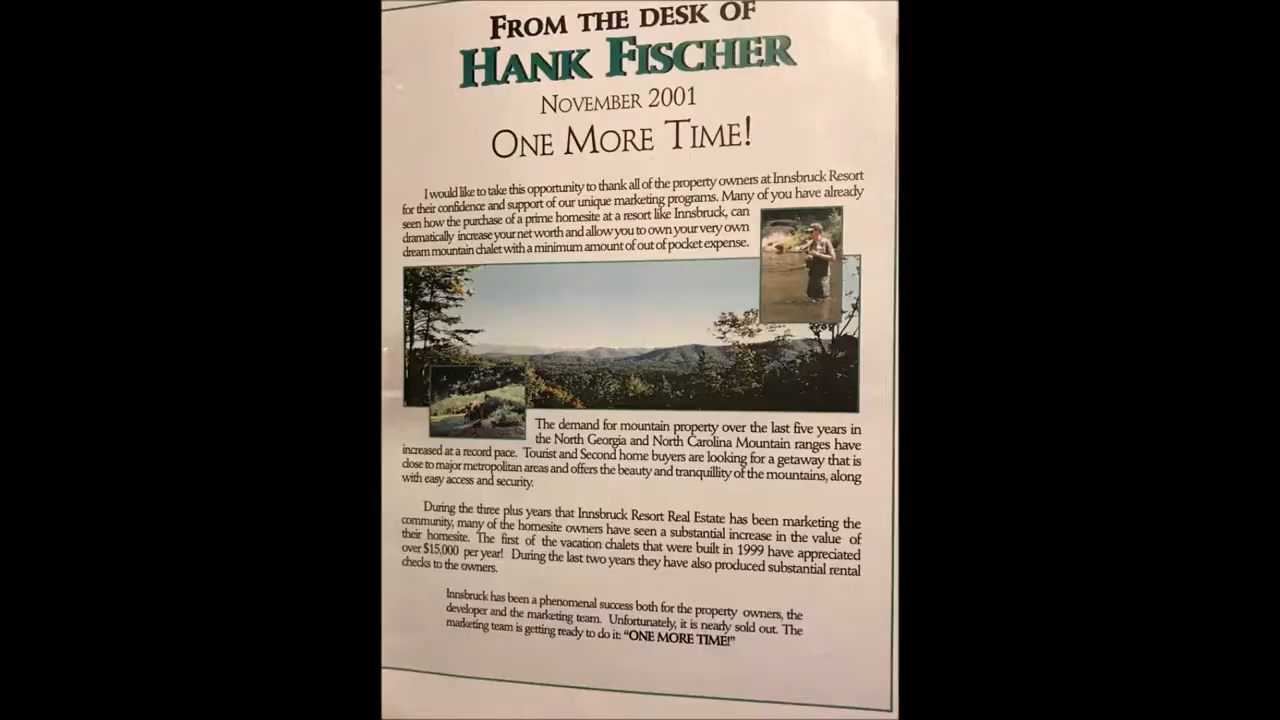 FROM THE DESK OF
HANK FISCHER
NOVEMBER 2001
ONE MORE TIME!
I would like to take this opportunity to thank all of the property owners at Innsbruck Resort
for their confidence and support of our unique marketing programs. Many of you have already
seen how the purchase of a prime homesite at a resort like Innsbruck, can
dramatically increase your net worth and allow you to own your very own
dream mountain chalet with a minimum amount of out of pocket expense.
The demand for mountain property over the last five years in
the North Georgia and North Carolina Mountain ranges have
increased at a record pace. Tourist and Second home buyers are looking for a getaway that is
close to major metropolitan areas and offers the beauty and tranquillity of the mountains, along
with easy access and security.
During the three plus years that Innsbruck Resort Real Estate has been marketing the
community, many of the homesite owners have seen a substantial increase in the value of
their homesite. The first of the vacation chalets that were built in 1999 have appreciated
over $15,000 per year! During the last two years they have also produced substantial rental
checks to the owners.
Innsbruck has been a phenomenal success both for the property owners, the
developer and the marketing team. Unfortunately, it is neary sold out. The
marketing team is getting ready to do it: "ONE MORE TIME!"